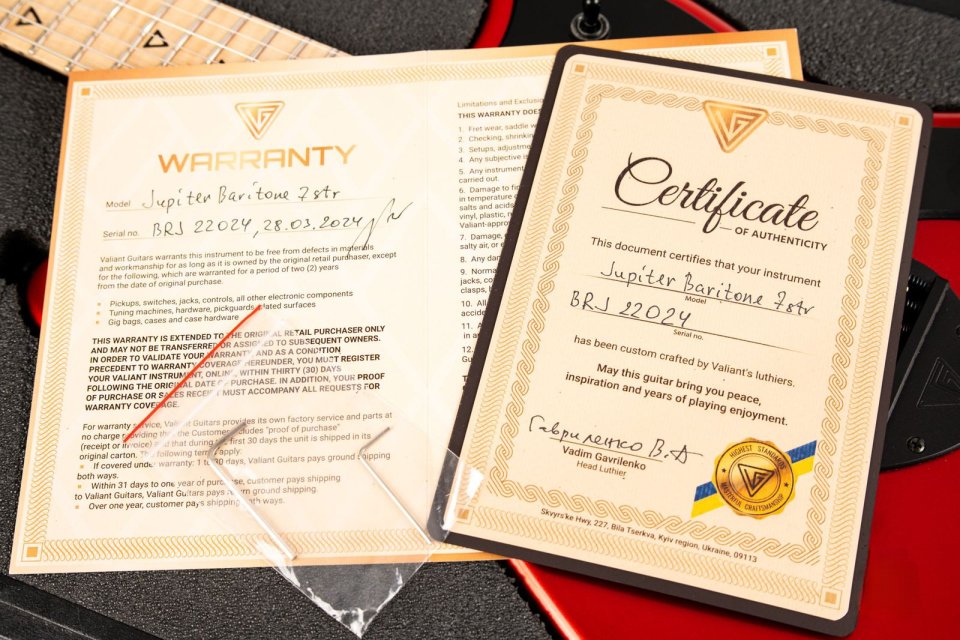 VG
WARRANTY
Model Jupiter Baritone 7str
Serial no. BRJ 22024, 28.03.2024
Valiant Guitars warrants this instrument to be free from defects in materials
and workmanship for as long as it is owned by the original retail purchaser, except
for the following, which are warranted for a period of two (2) years
from the date of original purchase.
Pickups, switches, jacks, controls, all other electronic components
Tuning machines, hardware, pickguards, plated surfaces
Gig bags, cases and case hardware
THIS WARRANTY IS EXTENDED TO THE ORIGINAL RETAIL PURCHASER ONLY
AND MAY NOT BE TRANSFERRED OR ASSIGNED TO SUBSEQUENT OWNERS.
IN ORDER TO VALIDATE YOUR WARRANTY, AND AS A CONDITION
PRECEDENT TO WARRANTY COVERAGE HEREUNDER, YOU MUST REGISTER
YOUR VALIANT INSTRUMENT, ONLINE, WITHIN THIRTY (30) DAYS
FOLLOWING THE ORIGINAL DATE OF PURCHASE. IN ADDITION, YOUR PROOF
OF PURCHASE OR SALES RECEIPT MUST ACCOMPANY ALL REQUESTS FOR
WARRANTY COVERAGE.
For warranty service, Valiant Guitars provides its own factory service and parts at
no charge providing that the Customer includes "proof of purchase"
(receipt or invoice) and that during the first 30 days the unit is shipped in its
original carton. The following terms apply:
If covered under warranty: 1 to 30 days, Valiant Guitars pays ground shipping
both ways.
Within 31 days to one year of purchase, customer pays shipping
to Valiant Guitars, Valiant Guitars pays return ground shipping.
Over one year, customer pays shipping both ways.
Limitations and Exclusion
THIS WARRANTY DOES
1. Fret wear, saddle w
2. Checking, shrinking
3. Setups, adjustme
4. Any subjective is
5. Any instrument
carried out.
6. Damage to fi
in temperature o
salts and acids
vinyl, plastic, r
Valiant-appro
7. Damage,
salty air, or e
8. Any dam
9. Norma
jacks, co
clasps,
10. All
accide
11. A
in a
12.
Gu
TH
VG
Certificate
OF AUTHENTICITY
This document certifies that your instrument
Jupiter Baritone 7str
Model
BRJ 22024
Serial no.
has been custom crafted by Valiant's luthiers.
May this guitar bring you peace,
inspiration and years of playing enjoyment.
Гавриленко В.А
Vadim Gavrilenko
Head Luthier
HIGHEST STANDARDS
VG
MASTERFUL CRAFTSMANSHIP
Skvyrs'ke Hwy, 227, Bila Tserkva, Kyiv region, Ukraine, 09113